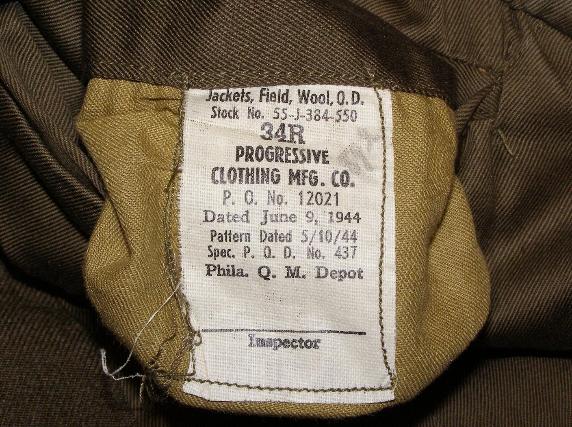 Jackets, Field, Wool, O.D.
Stock No. 55-J-384-550
34R
PROGRESSIVE
CLOTHING MFG. CO.
P. O. No. 12021
Dated June 9, 1944
Pattern Dated 5/10/44
Spec. P. Q. D. No. 437
Phila. Q. M. Depot
Inspector